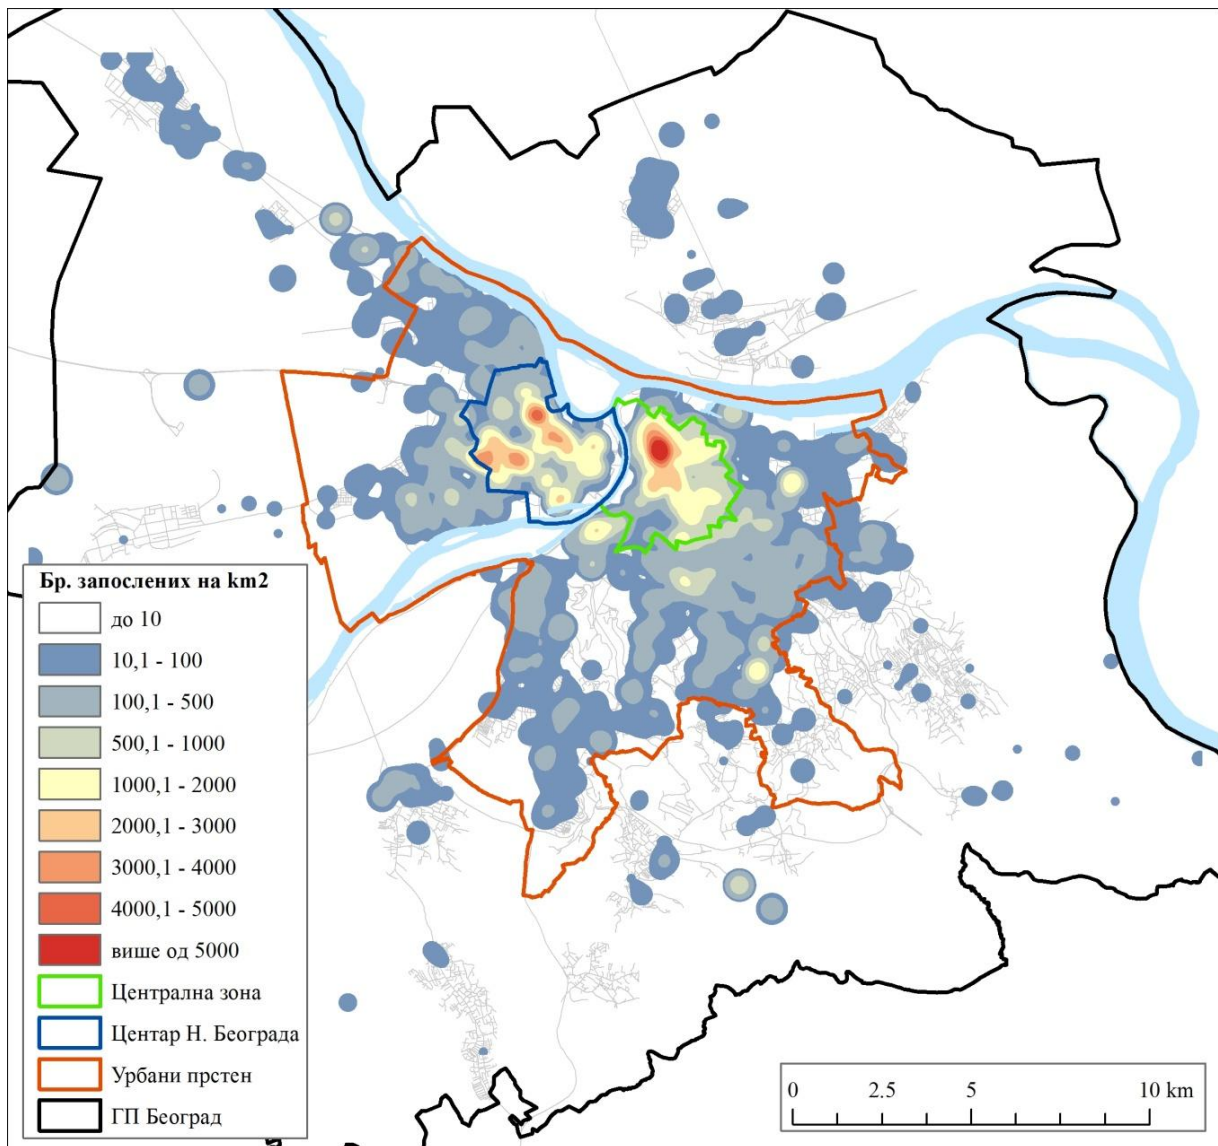 Бр. запослених на km2
до 10
10,1 - 100
100,1 - 500
500,1 - 1000
1000,1 - 2000
2000,1 - 3000
3000,1 - 4000
4000,1 - 5000
више од 5000
Централна зона
Центар Н. Београда
Урбани прстен
ГП Београд
0 2.5 5 10 km